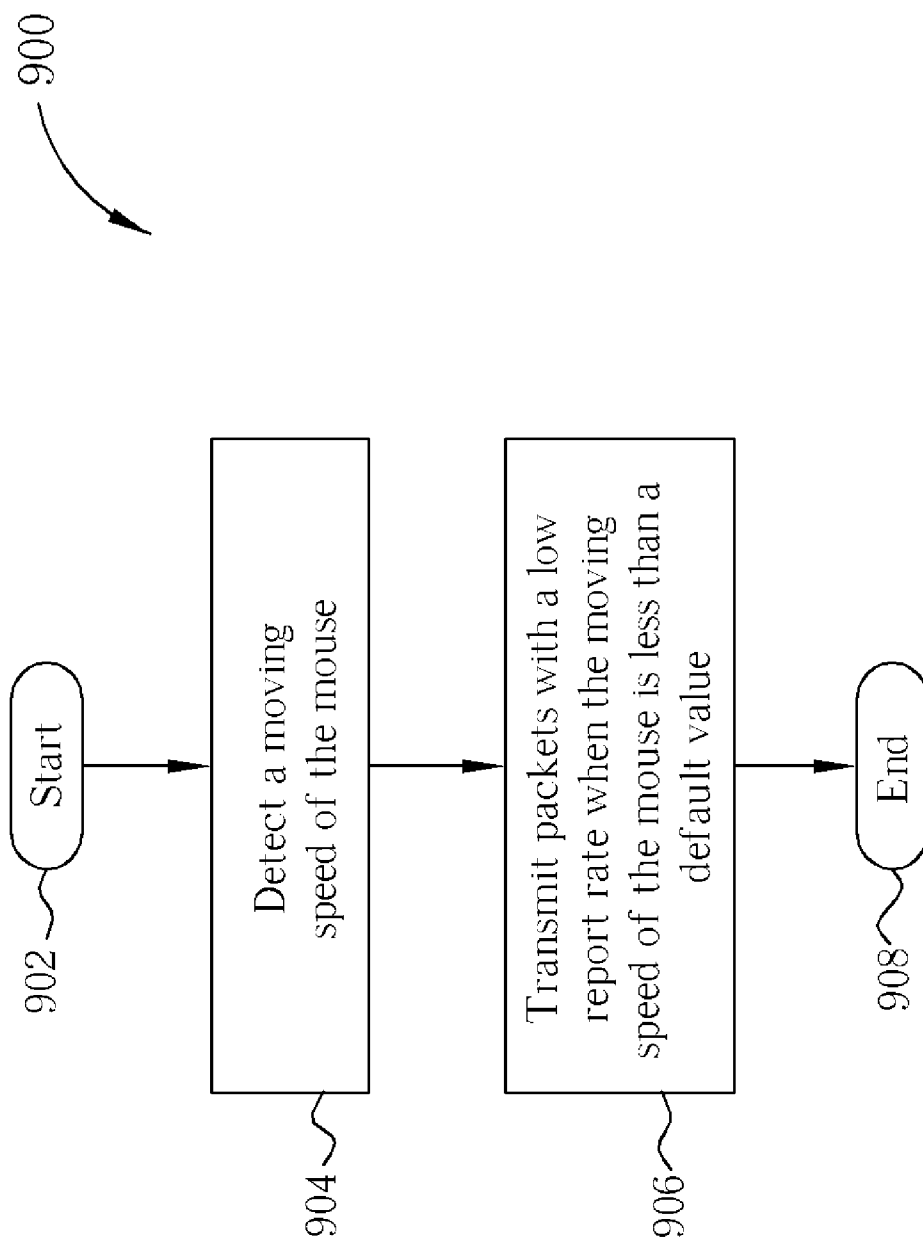 900
902
Start
904
Detect a moving
speed of the mouse
906
Transmit packets with a low
report rate when the moving
speed of the mouse is less than a
default value
908
End